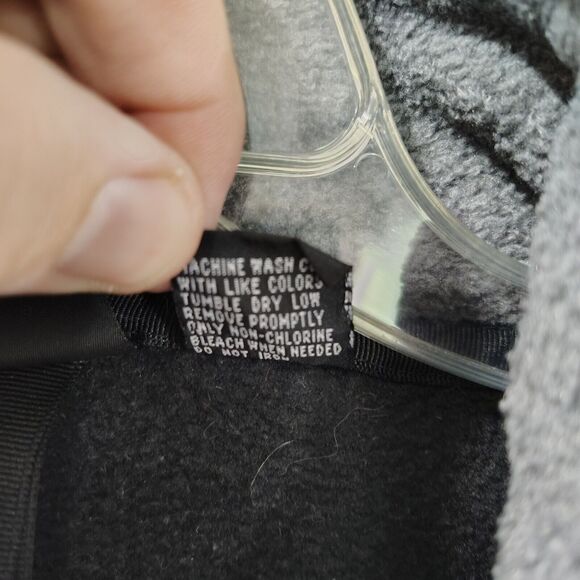 MACHINE WASH
WITH LIKE COLORS
TUMBLE DRY LOW
REMOVE PROMPTLY
ONLY NON-CHLORINE
BLEACH WHEN NEEDED
DO NOT IRON